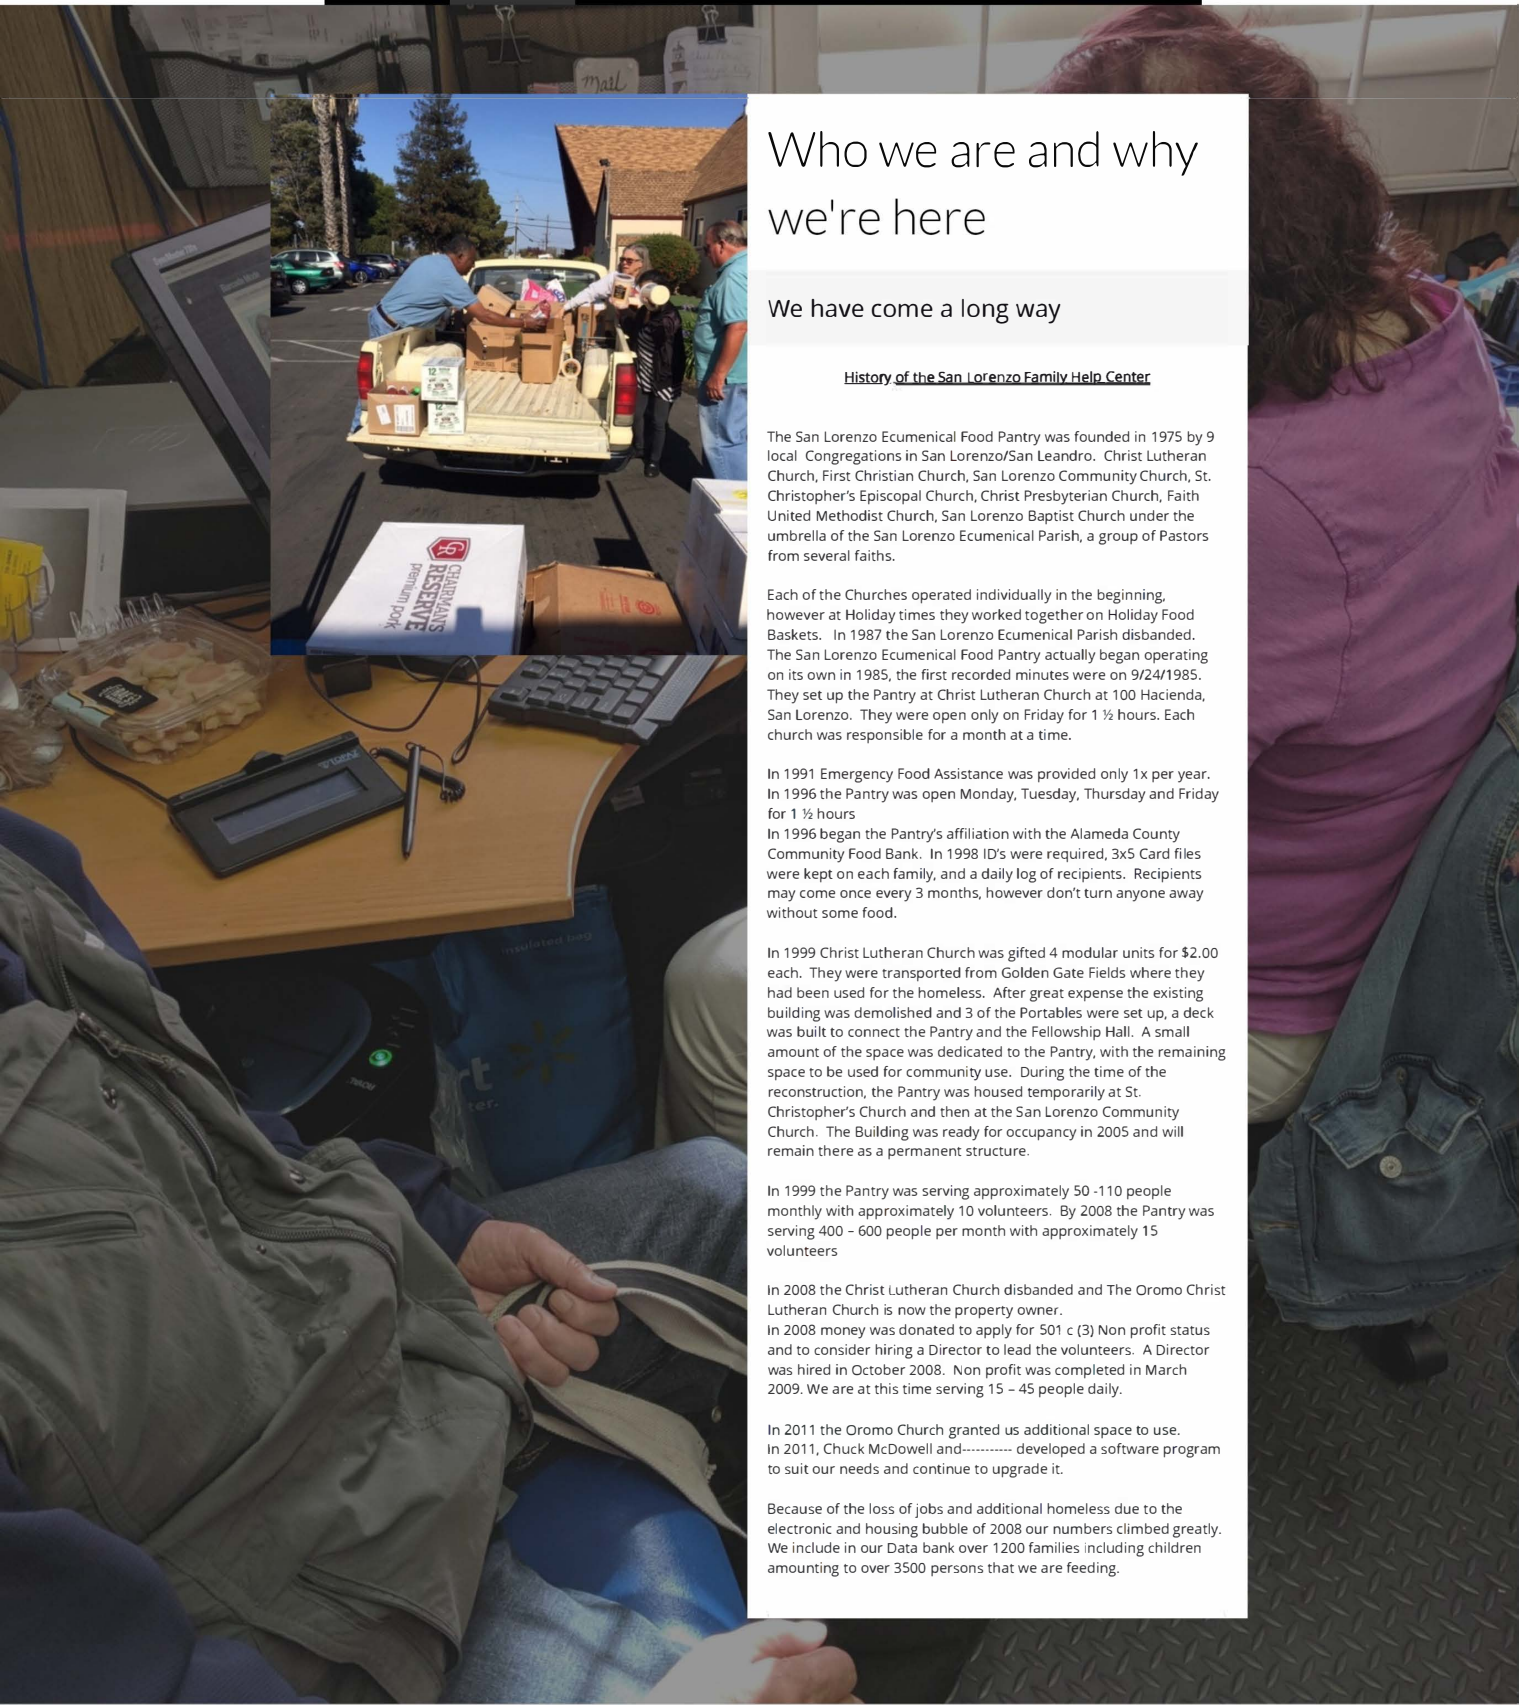 Mail
Who we are and why
we're here
We have come a long way
History of the San Lorenzo Family Help Center
The San Lorenzo Ecumenical Food Pantry was founded in 1975 by 9
local  Congregations in San Lorenzo/San Leandro.  Christ Lutheran
Church, First Christian Church, San Lorenzo Community Church, St.
Christopher's Episcopal Church, Christ Presbyterian Church, Faith
United Methodist Church, San Lorenzo Baptist Church under the
umbrella of the San Lorenzo Ecumenical Parish, a group of Pastors
from several faiths.
Each of the Churches operated individually in the beginning,
however at Holiday times they worked together on Holiday Food
Baskets.   In 1987 the San Lorenzo Ecumenical Parish disbanded.
The San Lorenzo Ecumenical Food Pantry actually began operating
on its own in 1985, the first recorded minutes were on 9/24/1985.
They set up the Pantry at Christ Lutheran Church at 100 Hacienda,
San Lorenzo.  They were open only on Friday for 1 ½ hours. Each
church was responsible for a month at a time.
In 1991 Emergency Food Assistance was provided only 1x per year.
In 1996 the Pantry was open Monday, Tuesday, Thursday and Friday
for 1 ½ hours
In 1996 began the Pantry's affiliation with the Alameda County
Community Food Bank.  In 1998 ID's were required, 3x5 Card files
were kept on each family, and a daily log of recipients.  Recipients
may come once every 3 months, however don't turn anyone away
without some food.
In 1999 Christ Lutheran Church was gifted 4 modular units for $2.00
each.  They were transported from Golden Gate Fields where they
had been used for the homeless.  After great expense the existing
building was demolished and 3 of the Portables were set up, a deck
was built to connect the Pantry and the Fellowship Hall.  A small
amount of the space was dedicated to the Pantry, with the remaining
space to be used for community use.  During the time of the
reconstruction, the Pantry was housed temporarily at St.
Christopher's Church and then at the San Lorenzo Community
Church.  The Building was ready for occupancy in 2005 and will
remain there as a permanent structure.
In 1999 the Pantry was serving approximately 50 -110 people
monthly with approximately 10 volunteers.  By 2008 the Pantry was
serving 400 – 600 people per month with approximately 15
volunteers
In 2008 the Christ Lutheran Church disbanded and The Oromo Christ
Lutheran Church is now the property owner.
In 2008 money was donated to apply for 501 c (3) Non profit status
and to consider hiring a Director to lead the volunteers.  A Director
was hired in October 2008.  Non profit was completed in March
2009. We are at this time serving 15 – 45 people daily.
In 2011 the Oromo Church granted us additional space to use.
In 2011, Chuck McDowell and----------- developed a software program
to suit our needs and continue to upgrade it.
Because of the loss of jobs and additional homeless due to the
electronic and housing bubble of 2008 our numbers climbed greatly.
We include in our Data bank over 1200 families including children
amounting to over 3500 persons that we are feeding.
CHAIRMAN'S
RESERVE
premium pork
12
12
TOPAZ
insulated bag
ROYAL